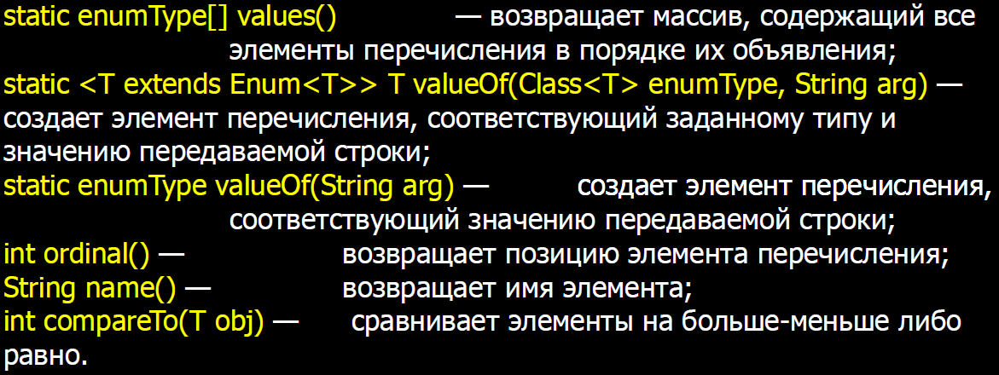 static enumType[] values() — возвращает массив, содержащий все
элементы перечисления в порядке их объявления;
static <T extends Enum<T>> T valueOf(Class<T> enumType, String arg) —
создает элемент перечисления, соответствующий заданному типу и
значению передаваемой строки;
static enumType valueOf(String arg) — создает элемент перечисления,
соответствующий значению передаваемой строки;
int ordinal() — возвращает позицию элемента перечисления;
String name() — возвращает имя элемента;
int compareTo(T obj) — сравнивает элементы на больше-меньше либо
равно.